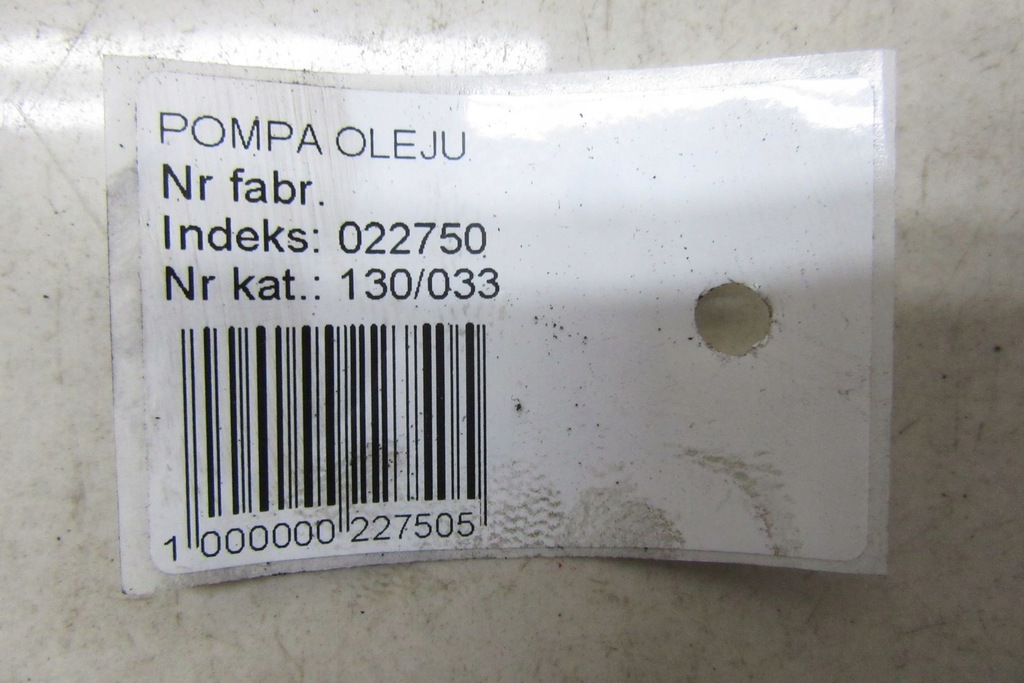 POMPA OLEJU
Nr fabr.
Indeks: 022750
Nr kat.: 130/033
1 000000 227505